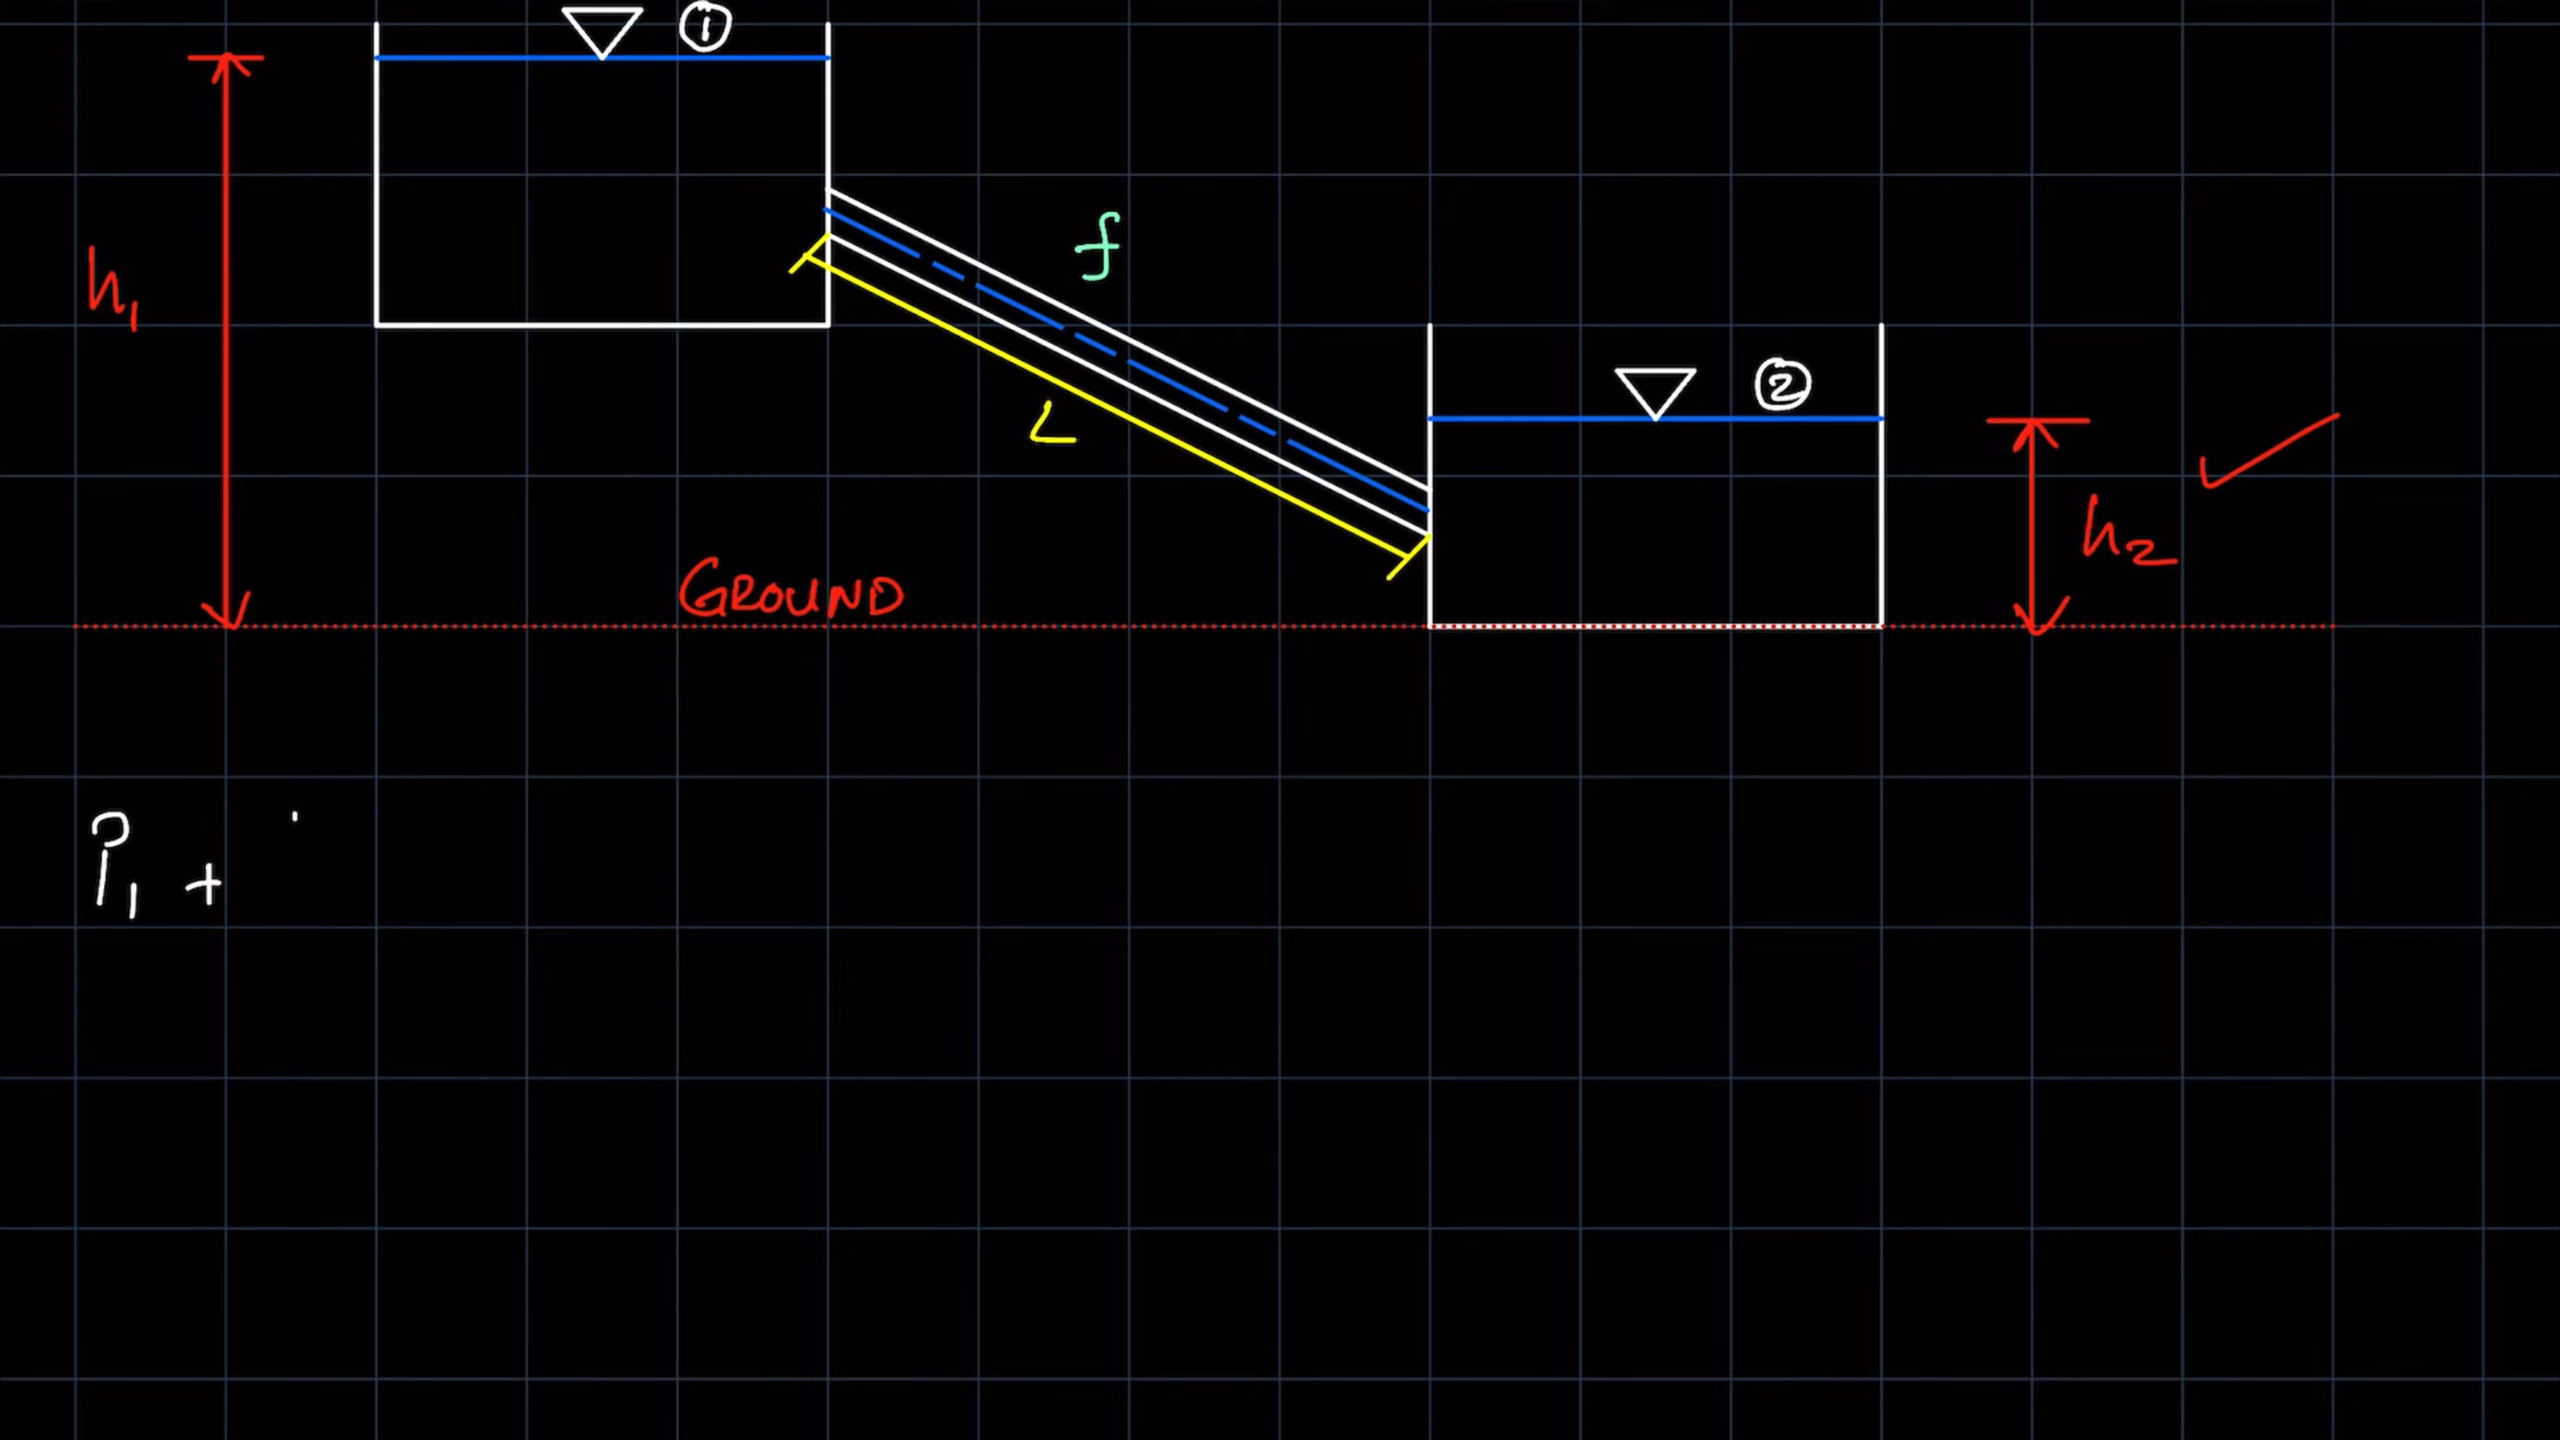 ①
h₁
f
②
L
h₂
GROUND
P₁ +